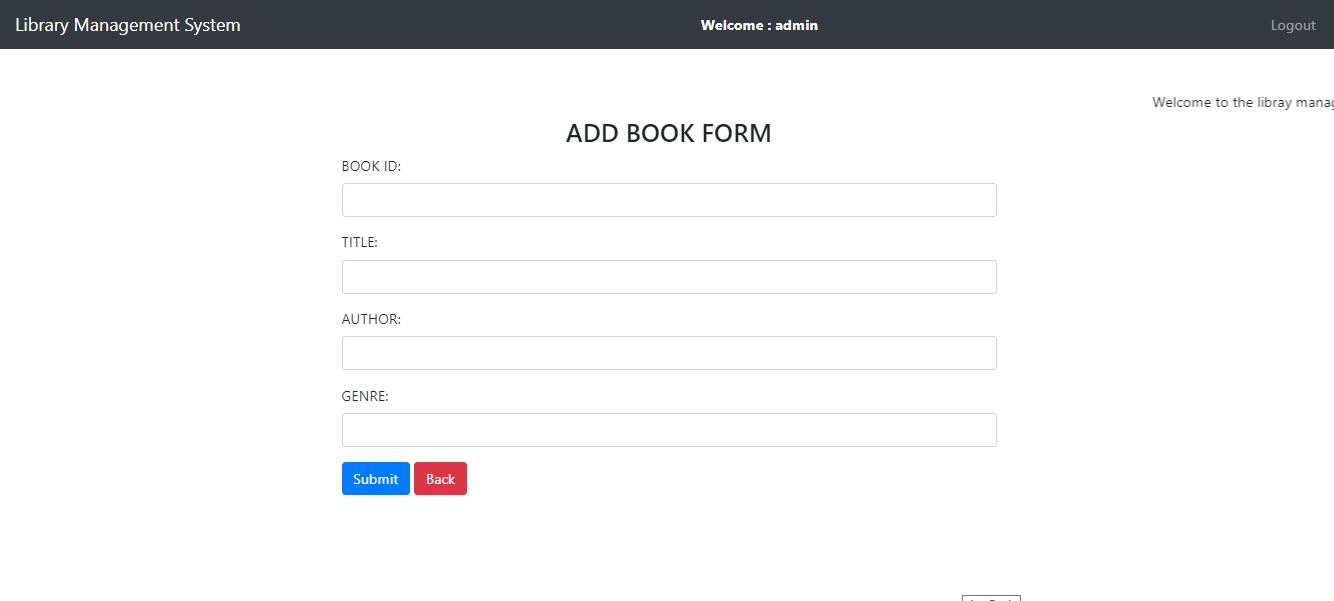 Library Management System
Welcome : admin
Logout
Welcome to the libray manag
ADD BOOK FORM
BOOK ID:
TITLE:
AUTHOR:
GENRE:
Submit Back